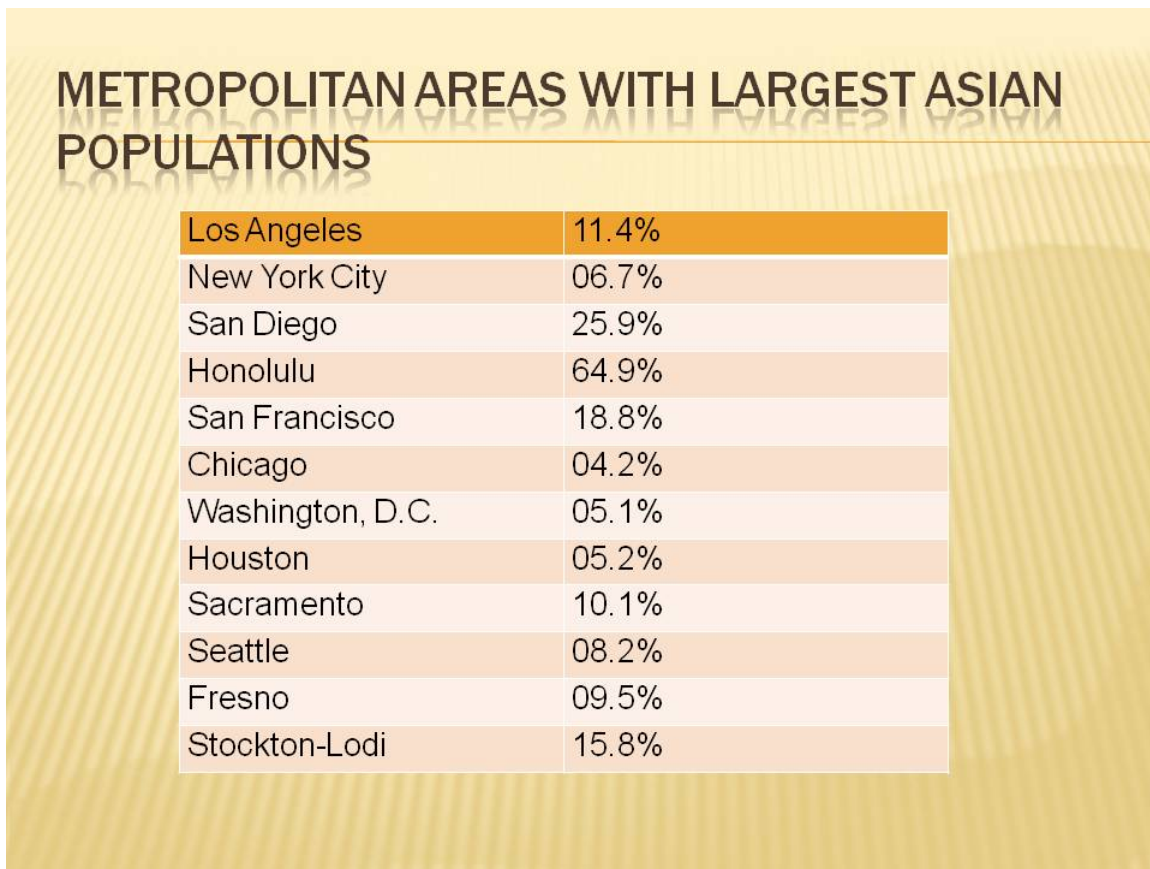 METROPOLITAN AREAS WITH LARGEST ASIAN
POPULATIONS
Los Angeles 11.4%
New York City 06.7%
San Diego 25.9%
Honolulu 64.9%
San Francisco 18.8%
Chicago 04.2%
Washington, D.C. 05.1%
Houston 05.2%
Sacramento 10.1%
Seattle 08.2%
Fresno 09.5%
Stockton-Lodi 15.8%